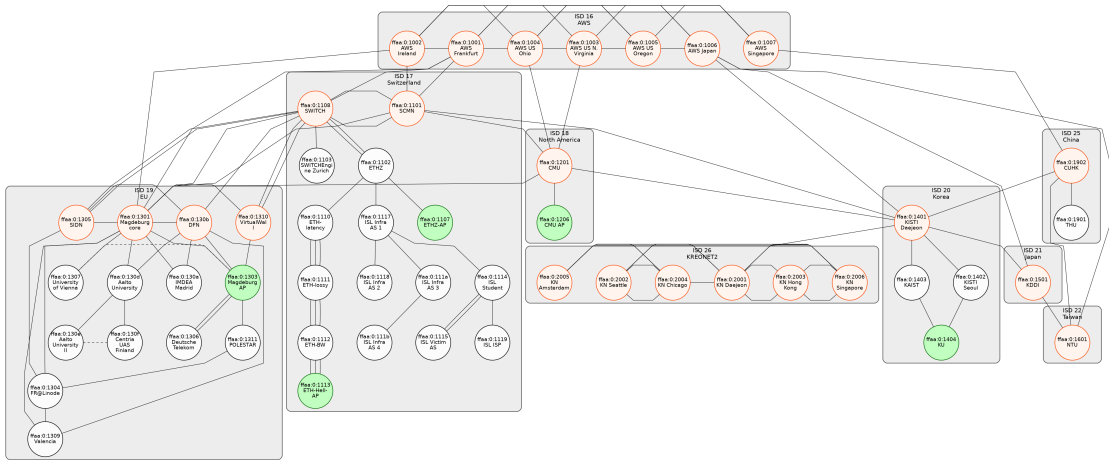 ISD 16
AWS
ffaa:0:1002
AWS
Ireland
ffaa:0:1001
AWS
Frankfurt
ffaa:0:1004
AWS US
Ohio
ffaa:0:1003
AWS US N.
Virginia
ffaa:0:1005
AWS US
Oregon
ffaa:0:1006
AWS Japan
ffaa:0:1007
AWS
Singapore
ISD 17
Switzerland
ffaa:0:1108
SWITCH
ffaa:0:1101
SCMN
ffaa:0:1103
SWITCHEngi
ne Zurich
ffaa:0:1102
ETHZ
ffaa:0:1110
ETH-
latency
ffaa:0:1117
ISL Infra
AS 1
ffaa:0:1107
ETHZ-AP
ffaa:0:1111
ETH-lossy
ffaa:0:1118
ISL Infra
AS 2
ffaa:0:111a
ISL Infra
AS 3
ffaa:0:1114
ISL
Student
ffaa:0:1112
ETH-BW
ffaa:0:111b
ISL Infra
AS 4
ffaa:0:1115
ISL Victim
AS
ffaa:0:1119
ISL ISP
ffaa:0:1113
ETH-Hell-
AP
ISD 18
North America
ffaa:0:1201
CMU
ffaa:0:1206
CMU AP
ISD 25
China
ffaa:0:1902
CUHK
ffaa:0:1901
THU
ISD 19
EU
ffaa:0:1305
SIDN
ffaa:0:1301
Magdeburg
core
ffaa:0:130b
DFN
ffaa:0:1310
VirtualWal
l
ffaa:0:1307
University
of Vienna
ffaa:0:130d
Aalto
University
ffaa:0:130a
IMDEA
Madrid
ffaa:0:1303
Magdeburg
AP
ffaa:0:130e
Aalto
University
II
ffaa:0:130f
Centria
UAS
Finland
ffaa:0:1306
Deutsche
Telekom
ffaa:0:1311
POLESTAR
ffaa:0:1304
FR@Linode
ffaa:0:1309
Valencia
ISD 20
Korea
ffaa:0:1401
KISTI
Daejeon
ffaa:0:1403
KAIST
ffaa:0:1402
KISTI
Seoul
ffaa:0:1404
KU
ISD 26
KREONET2
ffaa:0:2005
KN
Amsterdam
ffaa:0:2002
KN Seattle
ffaa:0:2004
KN Chicago
ffaa:0:2001
KN Daejeon
ffaa:0:2003
KN Hong
Kong
ffaa:0:2006
KN
Singapore
ISD 21
Japan
ffaa:0:1501
KDDI
ISD 22
Taiwan
ffaa:0:1601
NTU